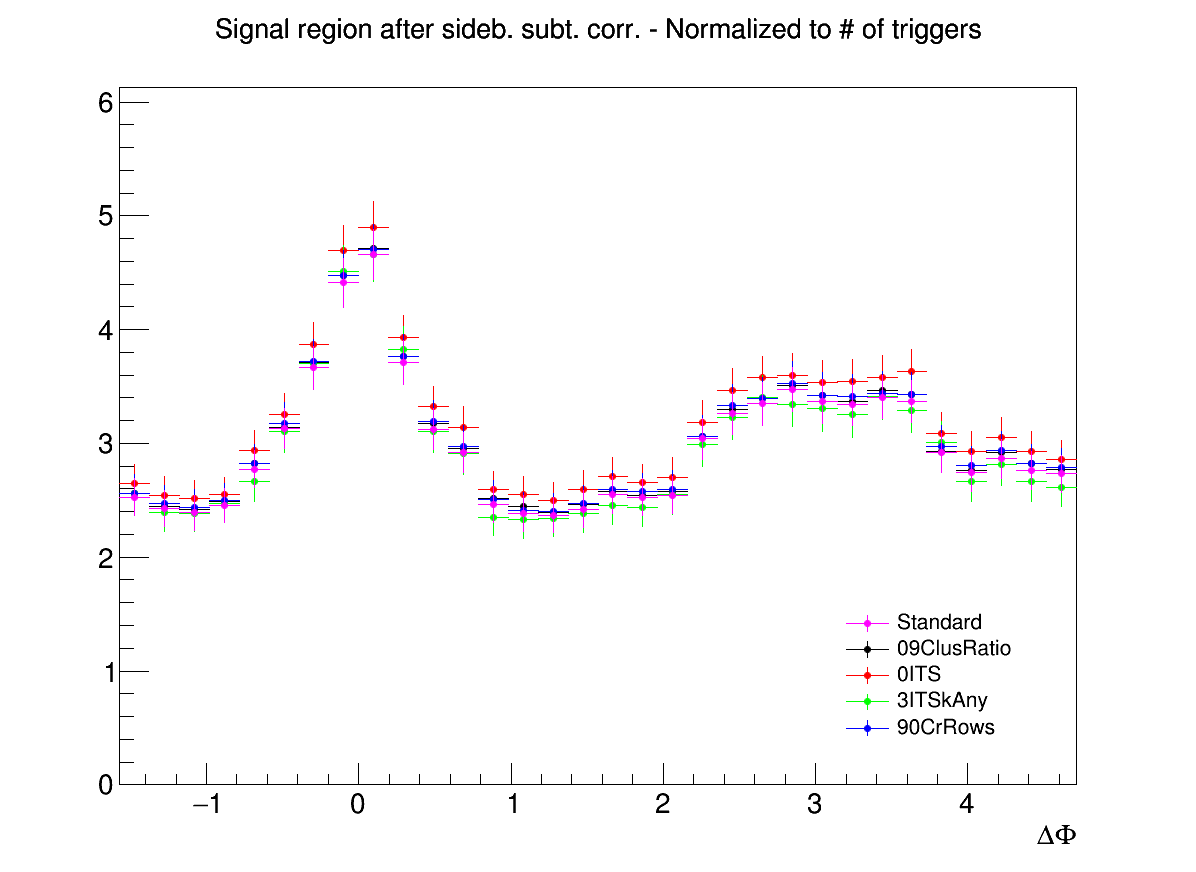 Signal region after sideb. subt. corr. - Normalized to # of triggers
6
5
4
3
2
1
0
Standard
09ClusRatio
0ITS
3ITSkAny
90CrRows
−1 0 1 2 3 4
ΔΦ